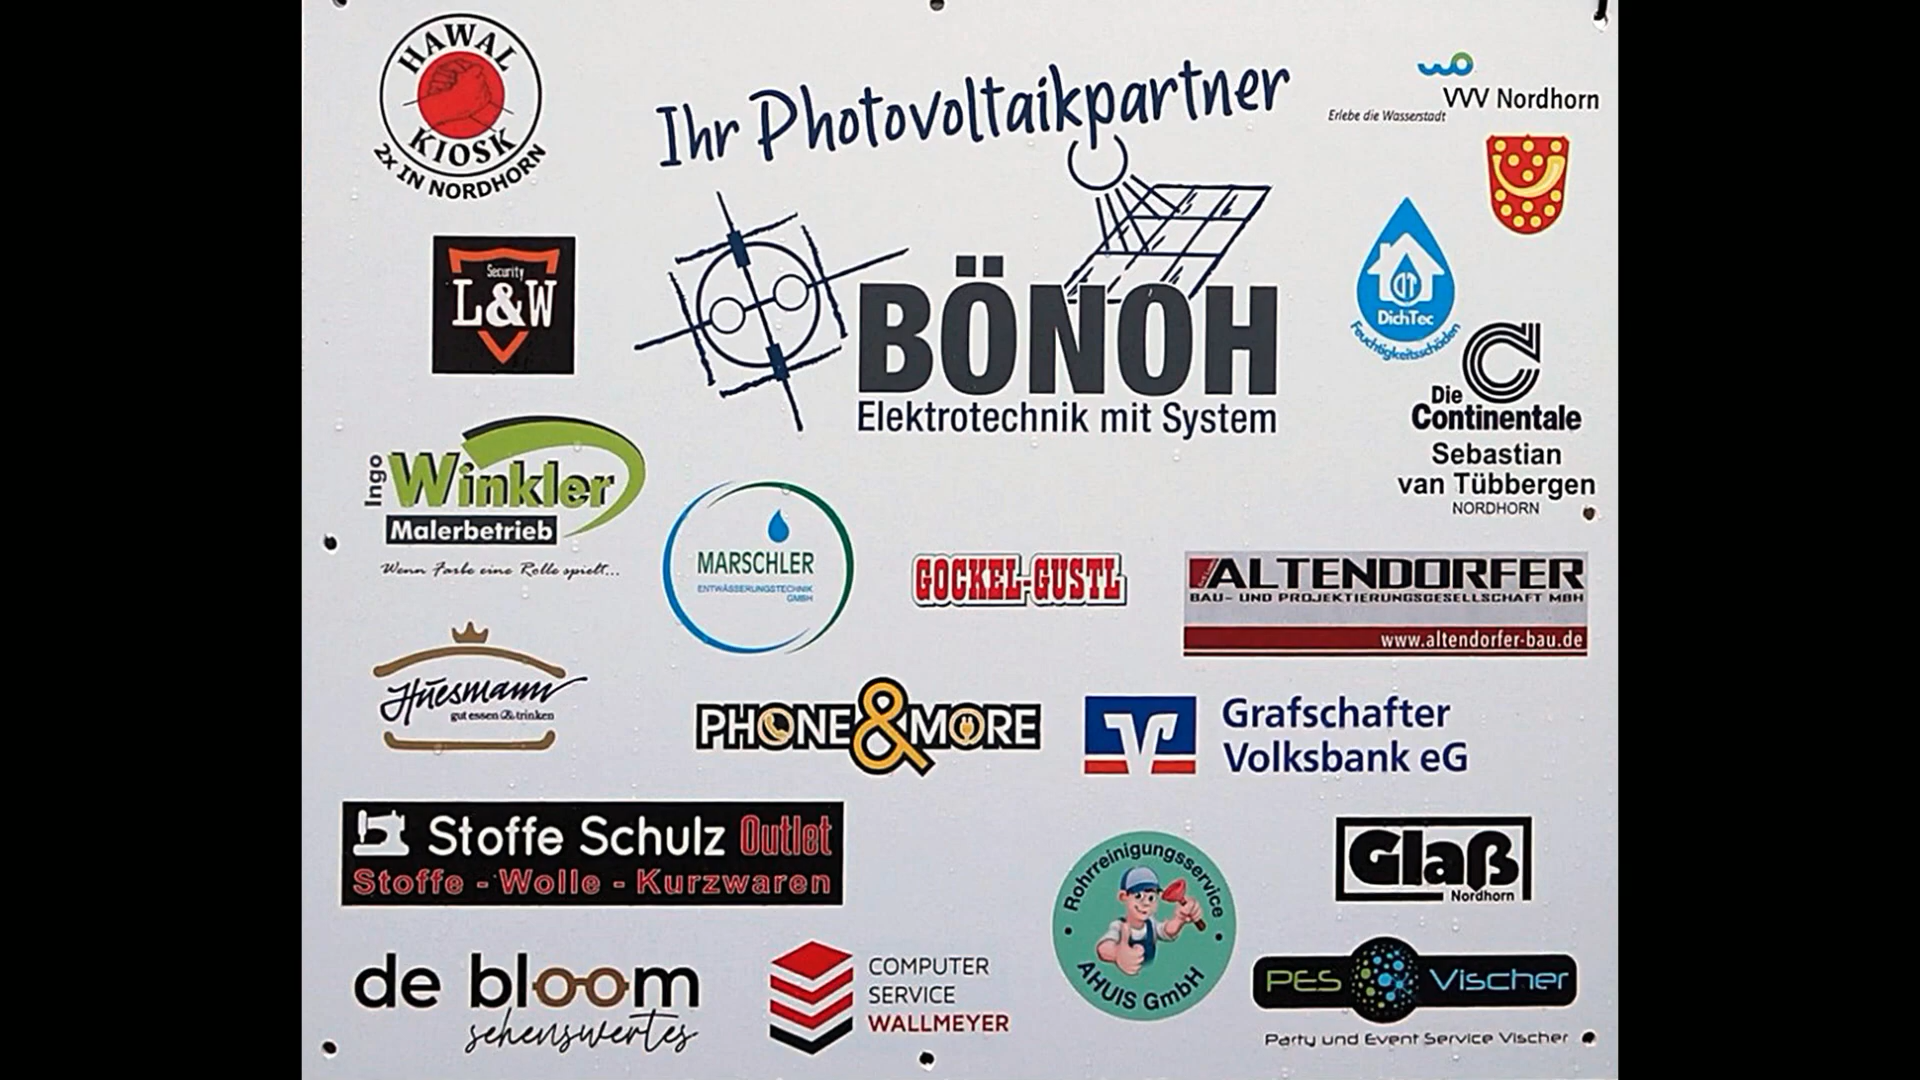 HAWAL
KIOSK
2X IN NORDHORN
Ihr Photovoltaikpartner
VVV Nordhorn
Erlebe die Wasserstadt
Security
L&W
BÖNOH
Elektrotechnik mit System
DT
DichTec
Feuchtigkeitsschäden
Die
Continentale
Sebastian
van Tübbergen
NORDHORN
Ingo
Winkler
Malerbetrieb
Wenn Farbe eine Rolle spielt...
MARSCHLER
ENTWÄSSERUNGSTECHNIK
GMBH
GOCKEL-GUSTL
ALTENDORFER
BAU- UND PROJEKTIERUNGSGESELLSCHAFT MBH
www.altendorfer-bau.de
Huesmann
gut essen & trinken
PHONE&MORE
Grafschafter
Volksbank eG
Stoffe Schulz Outlet
Stoffe - Wolle - Kurzwaren
Rohrreinigungsservice
AHUIS GmbH
Glaß
Nordhorn
de bloom
sehenswertes
COMPUTER
SERVICE
WALLMEYER
PES Vischer
Party und Event Service Vischer